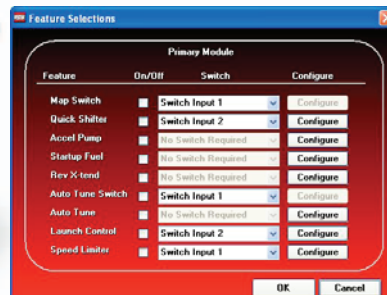 Feature Selections
Primary Module
Feature On/Off Switch Configure
Map Switch Switch Input 1 Configure
Quick Shifter Switch Input 2 Configure
Accel Pump No Switch Required Configure
Startup Fuel No Switch Required Configure
Rev X-tend No Switch Required Configure
Auto Tune Switch Switch Input 1 Configure
Auto Tune No Switch Required Configure
Launch Control Switch Input 2 Configure
Speed Limiter Switch Input 1 Configure
OK Cancel